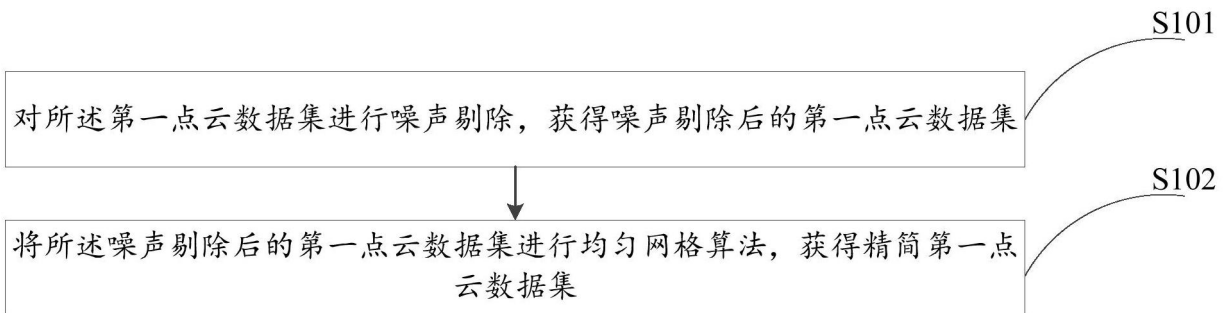 S101
对所述第一点云数据集进行噪声剔除，获得噪声剔除后的第一点云数据集
S102
将所述噪声剔除后的第一点云数据集进行均匀网格算法，获得精简第一点
云数据集